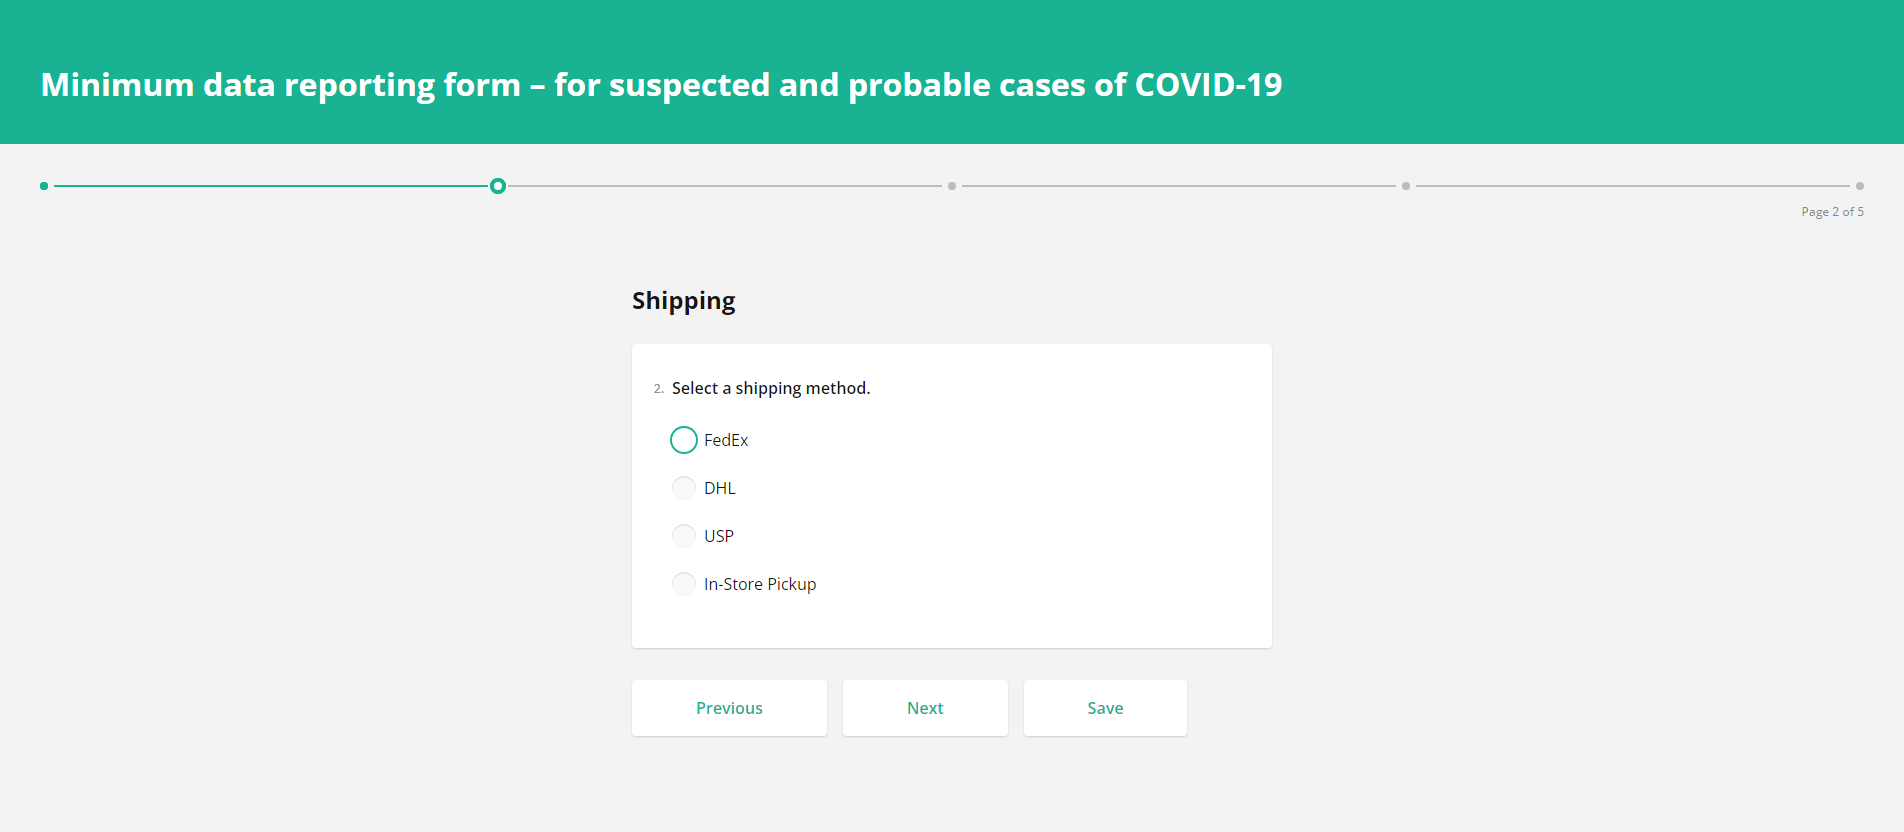 Minimum data reporting form – for suspected and probable cases of COVID-19
Page 2 of 5
Shipping
2. Select a shipping method.
FedEx
DHL
USP
In-Store Pickup
Previous
Next
Save